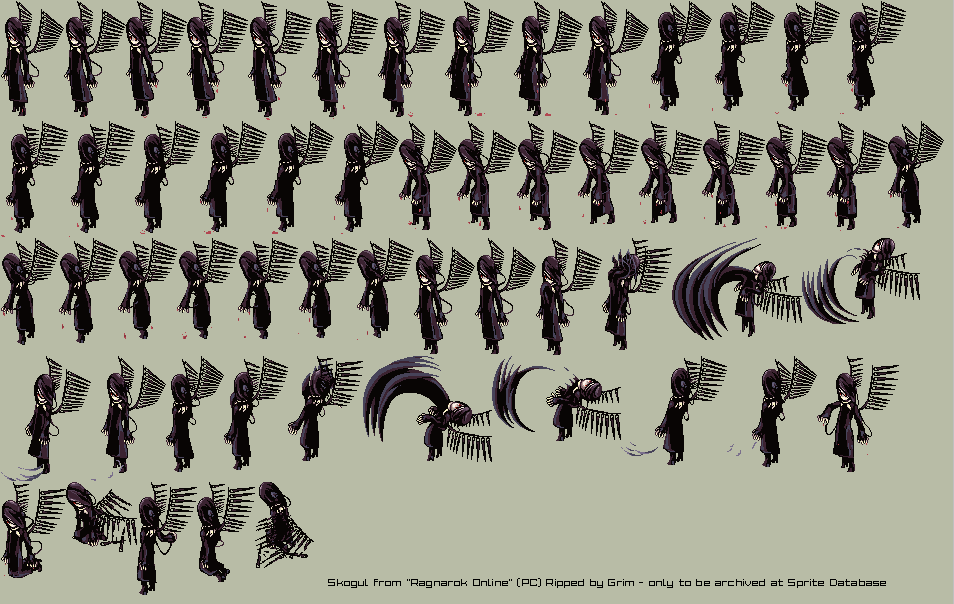 Skogul from "Ragnarok Online" (PC) Ripped by Grim - only to be archived at Sprite Database